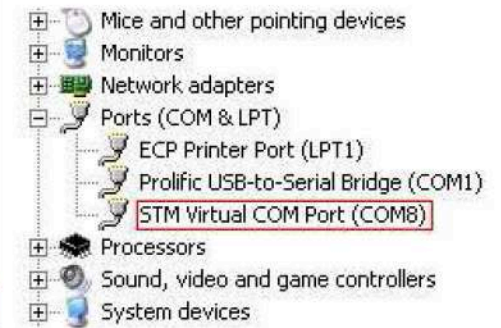 Mice and other pointing devices
Monitors
Network adapters
Ports (COM & LPT)
ECP Printer Port (LPT1)
Prolific USB-to-Serial Bridge (COM1)
STM Virtual COM Port (COM8)
Processors
Sound, video and game controllers
System devices